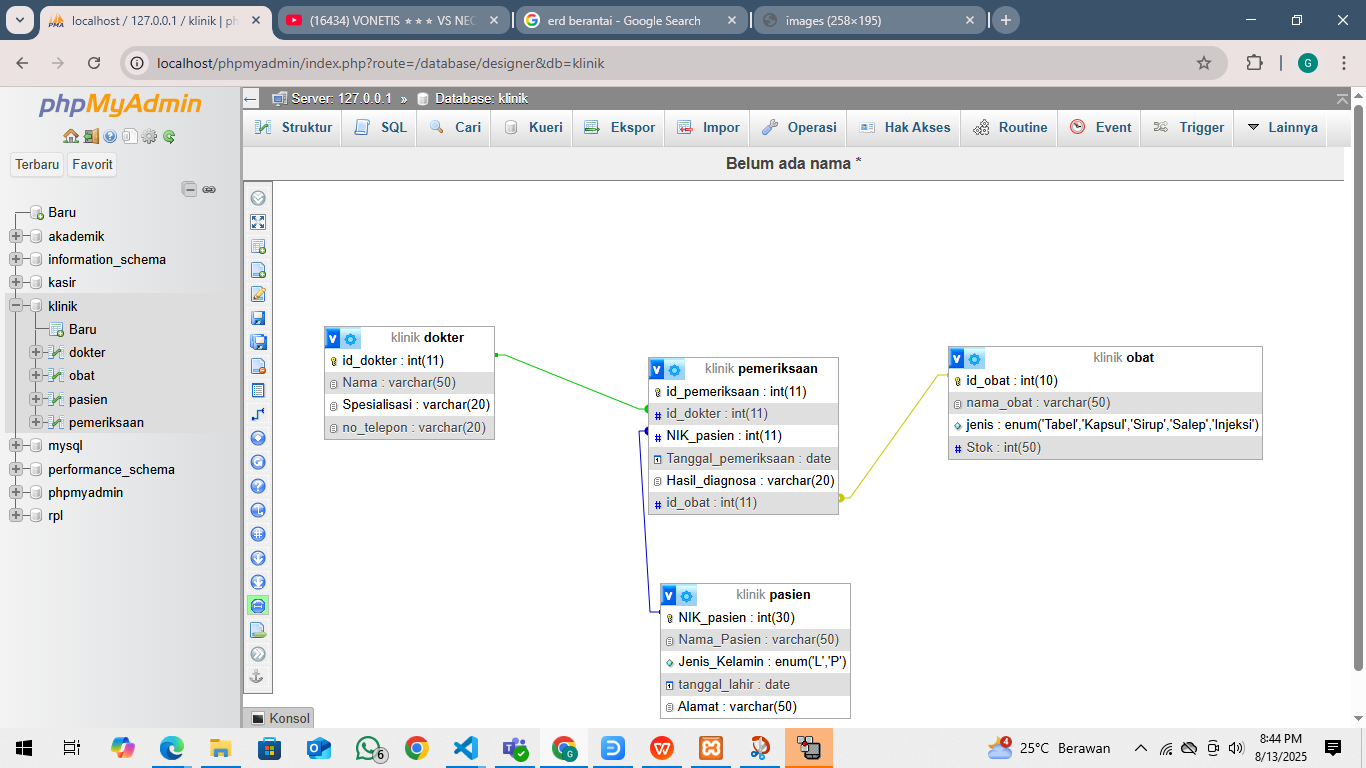 localhost / 127.0.0.1 / klinik | ph
(16434) VONETIS ★★★ VS NEC
erd berantai - Google Search
images (258×195)
localhost/phpmyadmin/index.php?route=/database/designer&db=klinik
G
phpMyAdmin
Terbaru
Favorit
Baru
akademik
information_schema
kasir
klinik
Baru
dokter
obat
pasien
pemeriksaan
mysql
performance_schema
phpmyadmin
rpl
Server: 127.0.0.1 » Database: klinik
Struktur
SQL
Cari
Kueri
Ekspor
Impor
Operasi
Hak Akses
Routine
Event
Trigger
Lainnya
Belum ada nama *
klinik dokter
id_dokter : int(11)
Nama : varchar(50)
Spesialisasi : varchar(20)
no_telepon : varchar(20)
klinik pemeriksaan
id_pemeriksaan : int(11)
id_dokter : int(11)
NIK_pasien : int(11)
Tanggal_pemeriksaan : date
Hasil_diagnosa : varchar(20)
id_obat : int(11)
klinik obat
id_obat : int(10)
nama_obat : varchar(50)
jenis : enum('Tabel','Kapsul','Sirup','Salep','Injeksi')
Stok : int(50)
klinik pasien
NIK_pasien : int(30)
Nama_Pasien : varchar(50)
Jenis_Kelamin : enum('L','P')
tanggal_lahir : date
Alamat : varchar(50)
Konsol
6
4
25°C Berawan
8:44 PM
8/13/2025